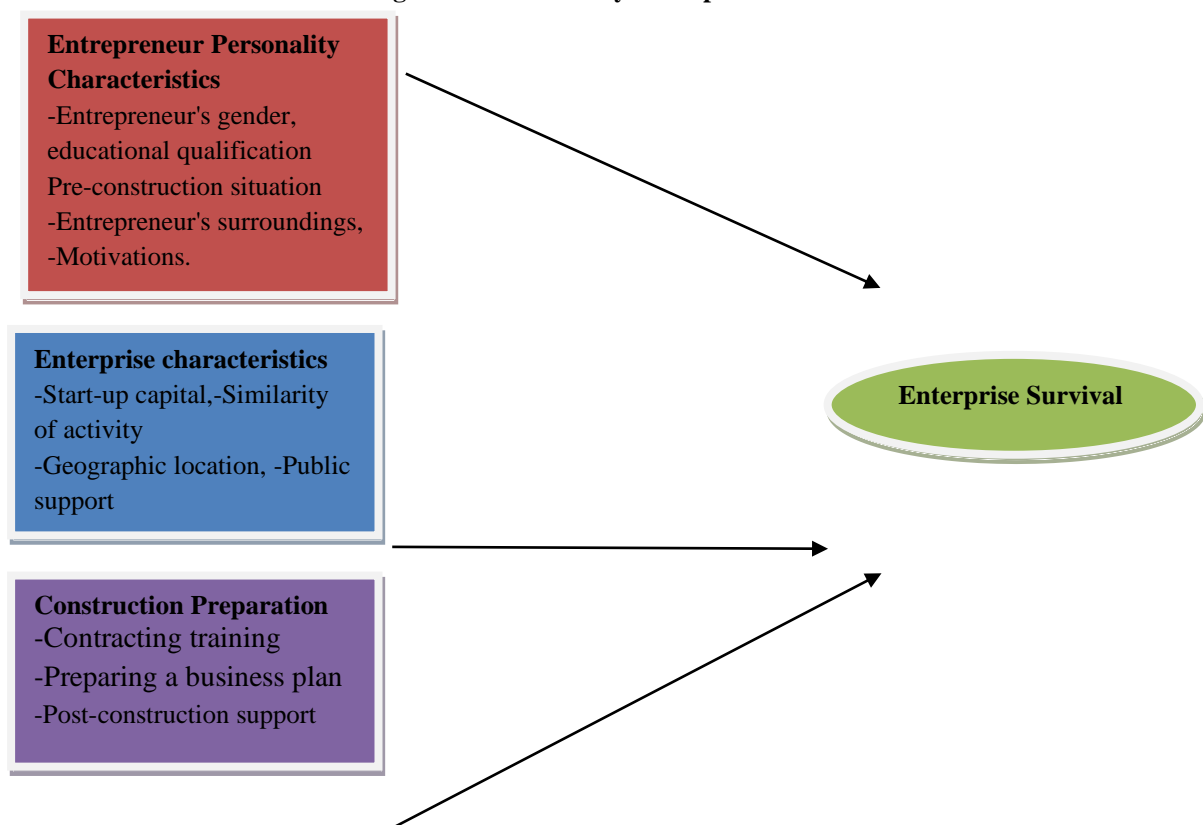 Entrepreneur Personality
Characteristics
-Entrepreneur's gender,
educational qualification
Pre-construction situation
-Entrepreneur's surroundings,
-Motivations.
Enterprise characteristics
-Start-up capital,-Similarity
of activity
-Geographic location, -Public
support
Enterprise Survival
Construction Preparation
-Contracting training
-Preparing a business plan
-Post-construction support